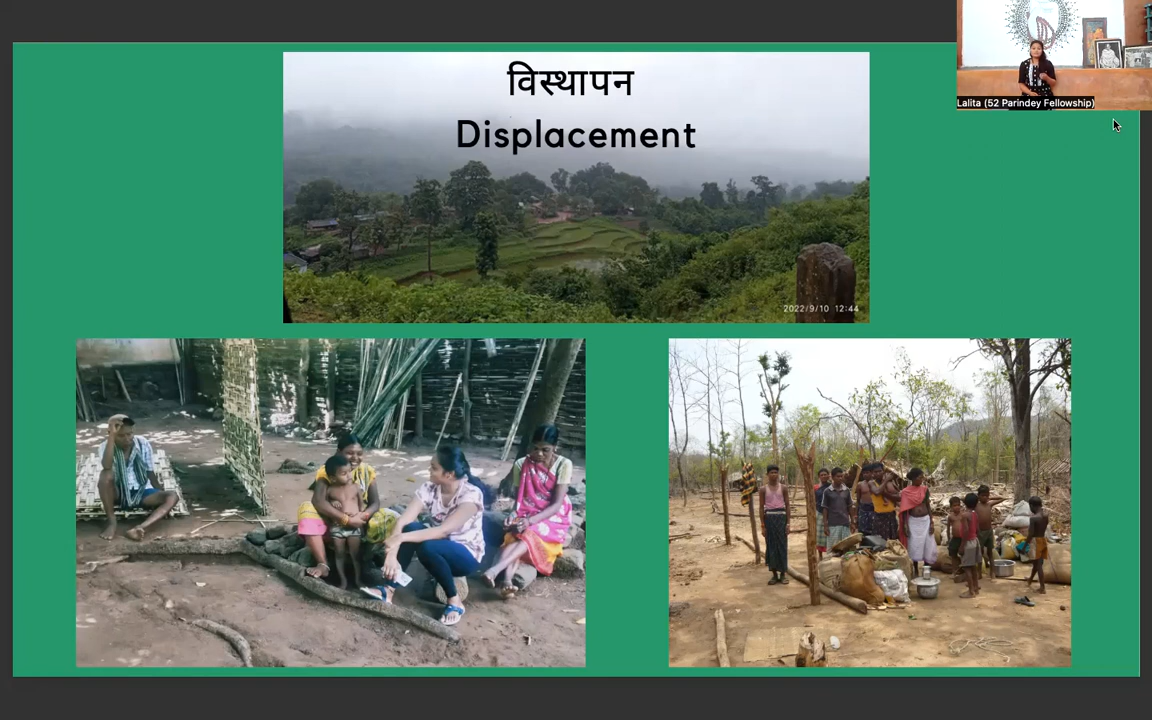 विस्थापन
Displacement
Lalita (52 Parindey Fellowship)
2022/9/10 12:44